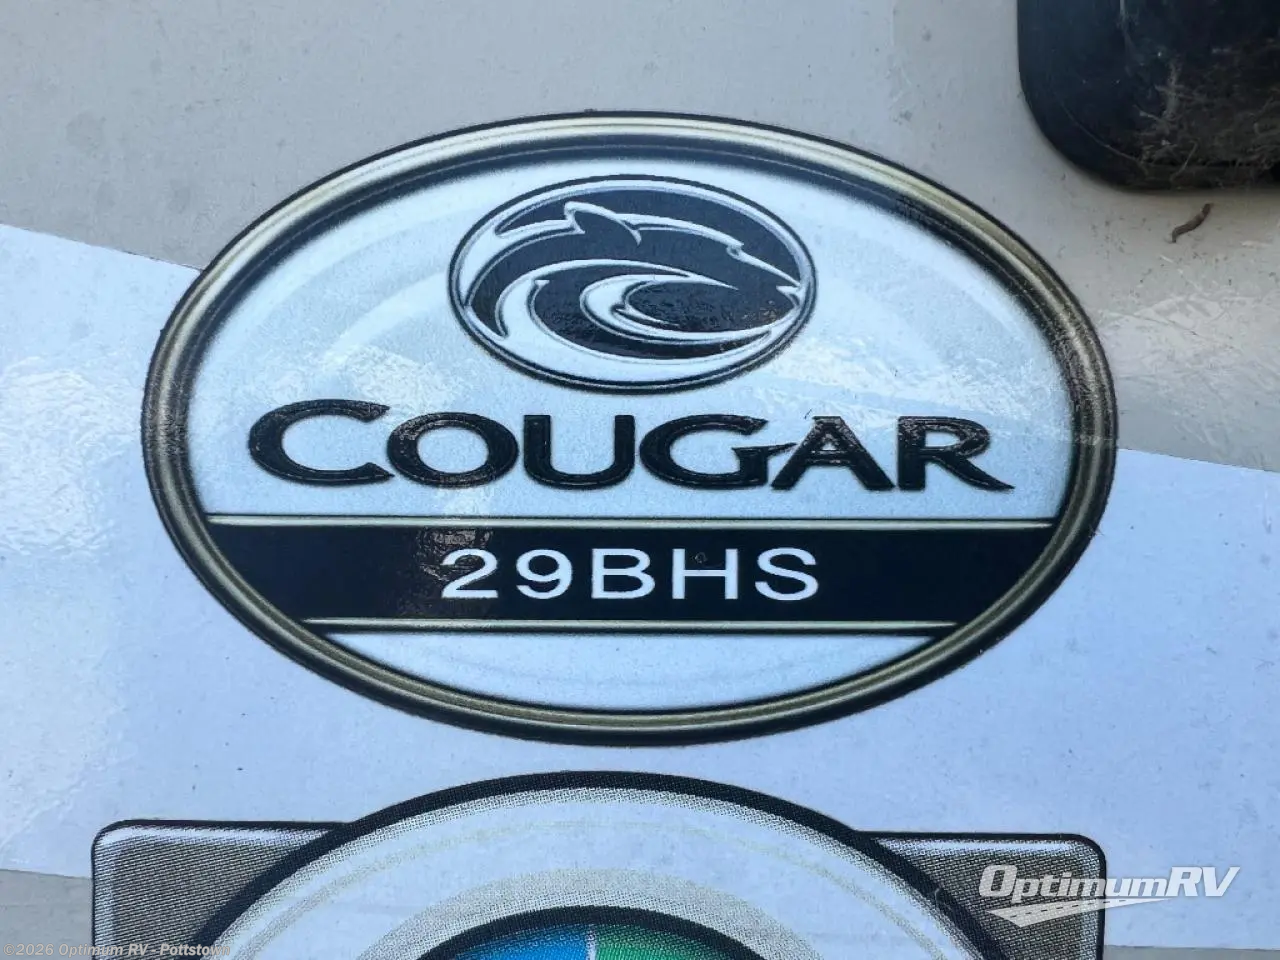 COUGAR
29BHS
OptimumRV
©2026 Optimum RV - Pottstown